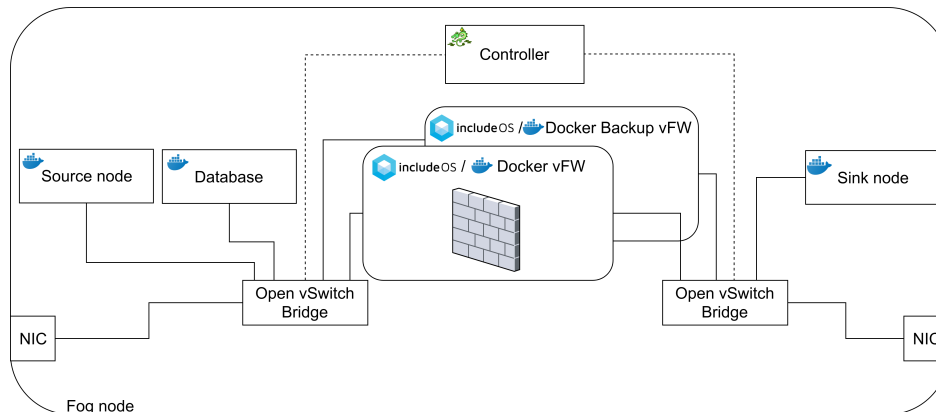 Controller
includeOS / Docker Backup vFW
includeOS / Docker vFW
Source node
Database
Sink node
Open vSwitch
Bridge
Open vSwitch
Bridge
NIC
NIC
Fog node